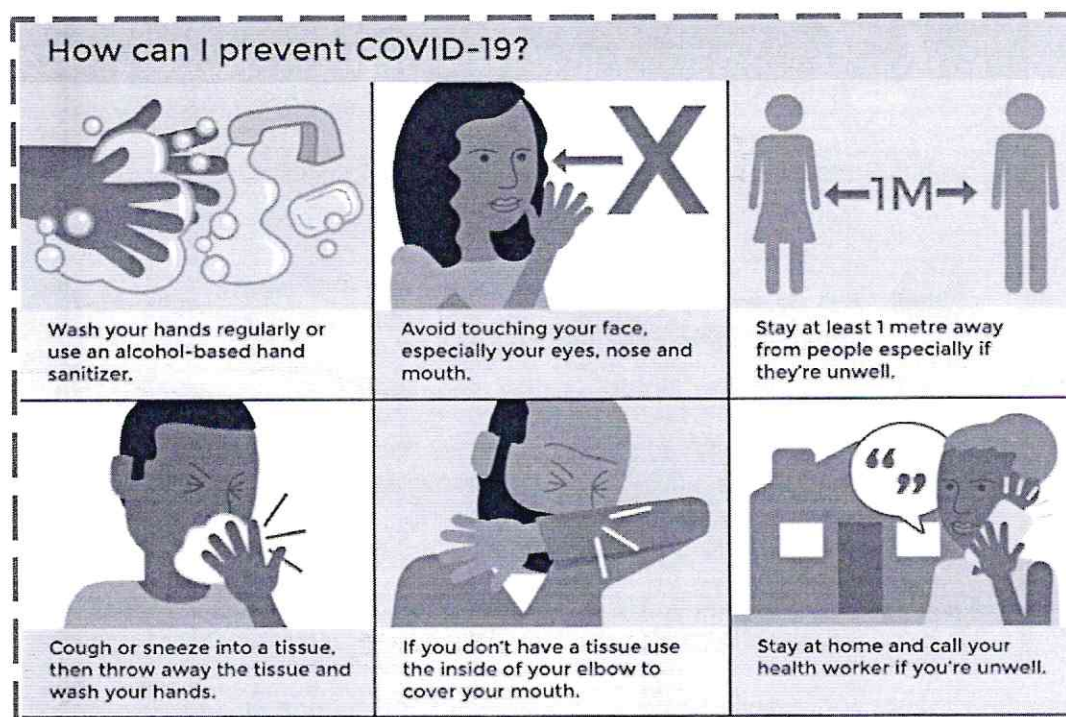 How can I prevent COVID-19?
X
←1M→
Wash your hands regularly or
use an alcohol-based hand
sanitizer.
Avoid touching your face,
especially your eyes, nose and
mouth.
Stay at least 1 metre away
from people especially if
they're unwell.
“ ”
Cough or sneeze into a tissue,
then throw away the tissue and
wash your hands.
If you don't have a tissue use
the inside of your elbow to
cover your mouth.
Stay at home and call your
health worker if you're unwell.